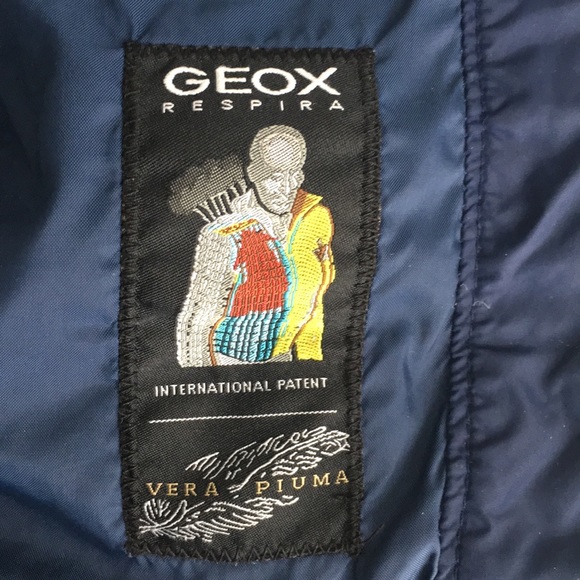 GEOX
RESPIRA
INTERNATIONAL PATENT
VERA PIUMA